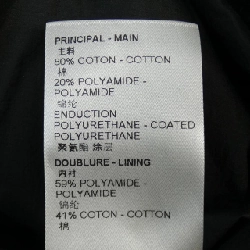 PRINCIPAL - MAIN
主料
80% COTON - COTTON
棉
20% POLYAMIDE -
POLYAMIDE
锦纶
ENDUCTION
POLYURETHANE - COATED
POLYURETHANE
聚氨酯 涂层
DOUBLURE - LINING
内衬
59% POLYAMIDE -
POLYAMIDE
锦纶
41% COTON - COTTON
棉